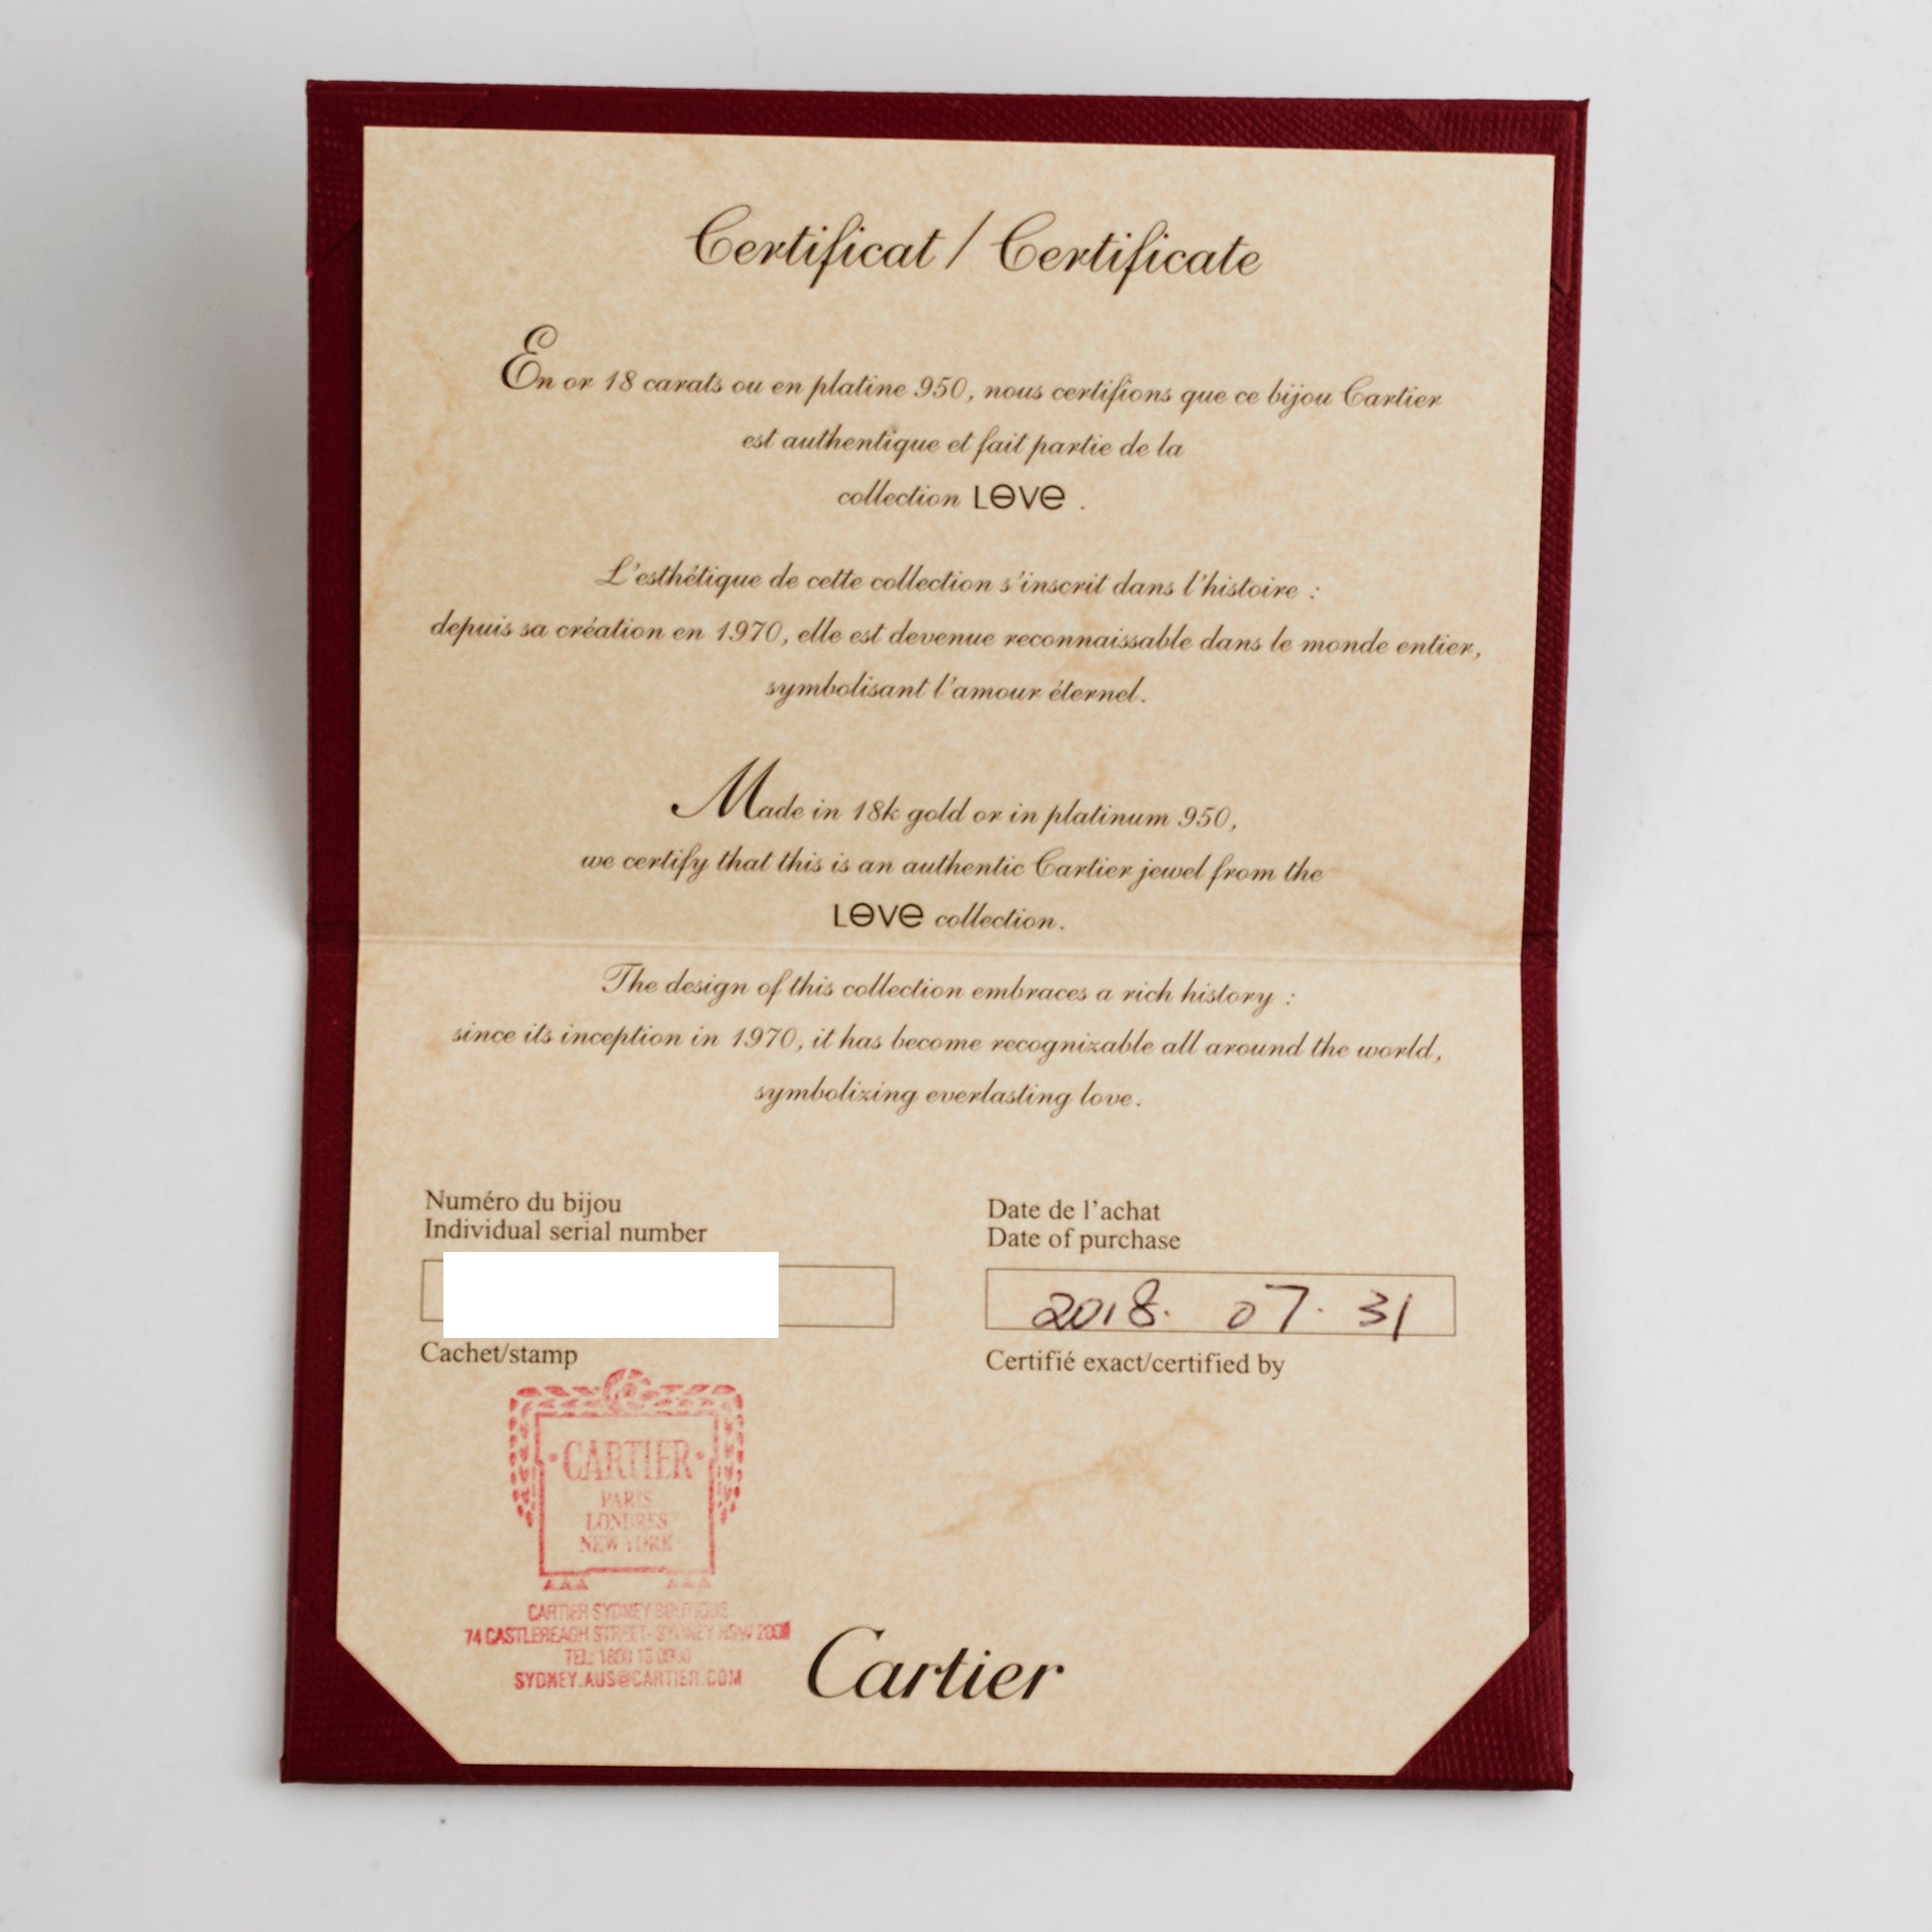 Certificat / Certificate
En or 18 carats ou en platine 950, nous certifions que ce bijou Cartier
est authentique et fait partie de la
collection LOVE .
L'esthétique de cette collection s'inscrit dans l'histoire :
depuis sa création en 1970, elle est devenue reconnaissable dans le monde entier,
symbolisant l'amour éternel.
Made in 18k gold or in platinum 950,
we certify that this is an authentic Cartier jewel from the
LOVE collection.
The design of this collection embraces a rich history :
since its inception in 1970, it has become recognizable all around the world,
symbolizing everlasting love.
Numéro du bijou
Individual serial number
Date de l'achat
Date of purchase
2018. 07. 31
Cachet/stamp
Certifié exact/certified by
CARTIER
PARIS
LONDRES
NEW YORK
CARTIER SYDNEY BOUTIQUE
74 CASTLEREAGH STREET- SYDNEY NSW
TEL: 1800
SYDNEY.AUS@CARTIER.COM
Cartier